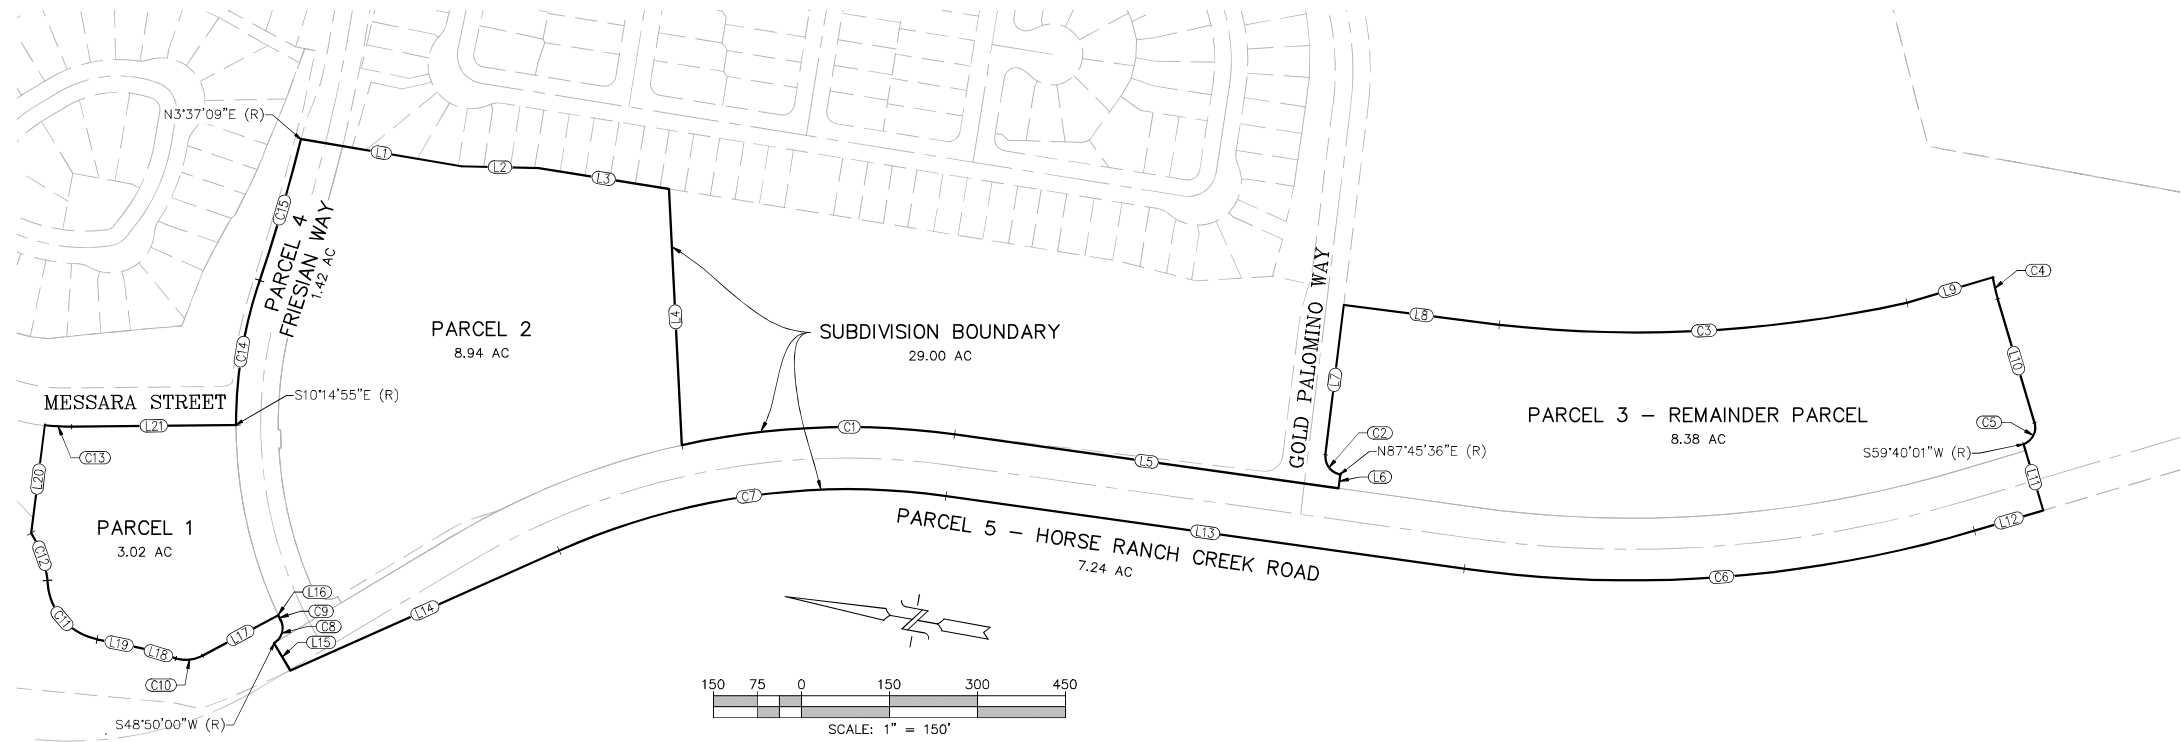 N3°37'09"E (R)
L1
L2
L3
C15
PARCEL 4
FRIESIAN WAY
1.42 AC
C14
PARCEL 2
8.94 AC
L4
SUBDIVISION BOUNDARY
29.00 AC
GOLD PALOMINO WAY
L7
L8
C3
L9
C4
L10
PARCEL 3 – REMAINDER PARCEL
8.38 AC
C5
S59°40'01"W (R)
L11
L12
C2
N87°45'36"E (R)
L6
MESSARA STREET
S10°14'55"E (R)
L21
C13
C1
L5
L20
PARCEL 1
3.02 AC
C12
C11
L19
L18
C10
L17
L16
C9
C8
L15
S48°50'00"W (R)
L14
C7
L13
C6
PARCEL 5 – HORSE RANCH CREEK ROAD
7.24 AC
150 75 0 150 300 450
SCALE: 1" = 150'